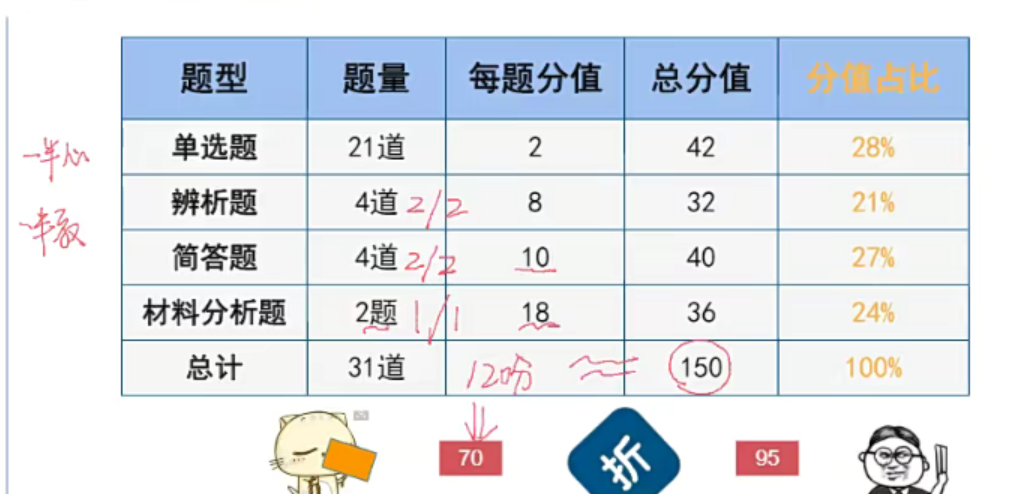 题型 题量 每题分值 总分值 分值占比
单选题 21道 2 42 28%
一半心
辨析题 4道 2/2 8 32 21%
一半教
简答题 4道 2/2 10 40 27%
材料分析题 2题 1/1 18 36 24%
总计 31道 120分 150 100%
70 折 95